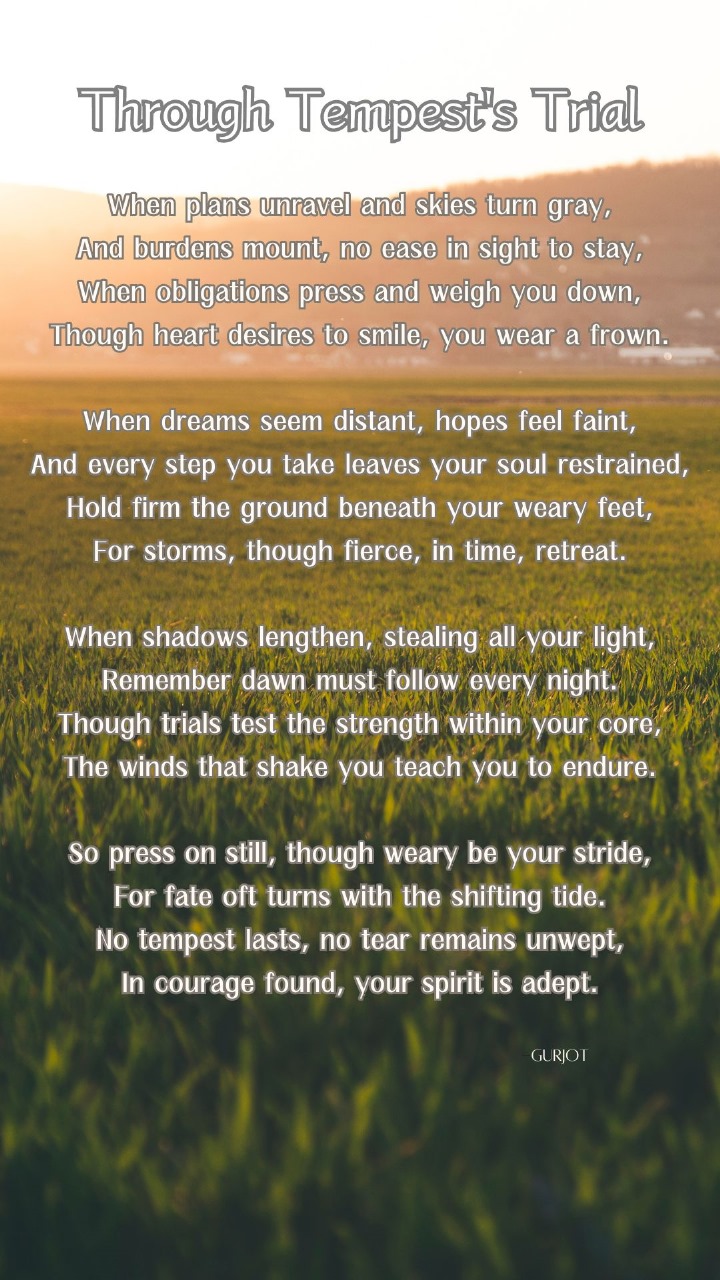 Through Tempest's Trial
When plans unravel and skies turn gray,
And burdens mount, no ease in sight to stay,
When obligations press and weigh you down,
Though heart desires to smile, you wear a frown.
When dreams seem distant, hopes feel faint,
And every step you take leaves your soul restrained,
Hold firm the ground beneath your weary feet,
For storms, though fierce, in time, retreat.
When shadows lengthen, stealing all your light,
Remember dawn must follow every night.
Though trials test the strength within your core,
The winds that shake you teach you to endure.
So press on still, though weary be your stride,
For fate oft turns with the shifting tide.
No tempest lasts, no tear remains unwept,
In courage found, your spirit is adept.
GURJOT